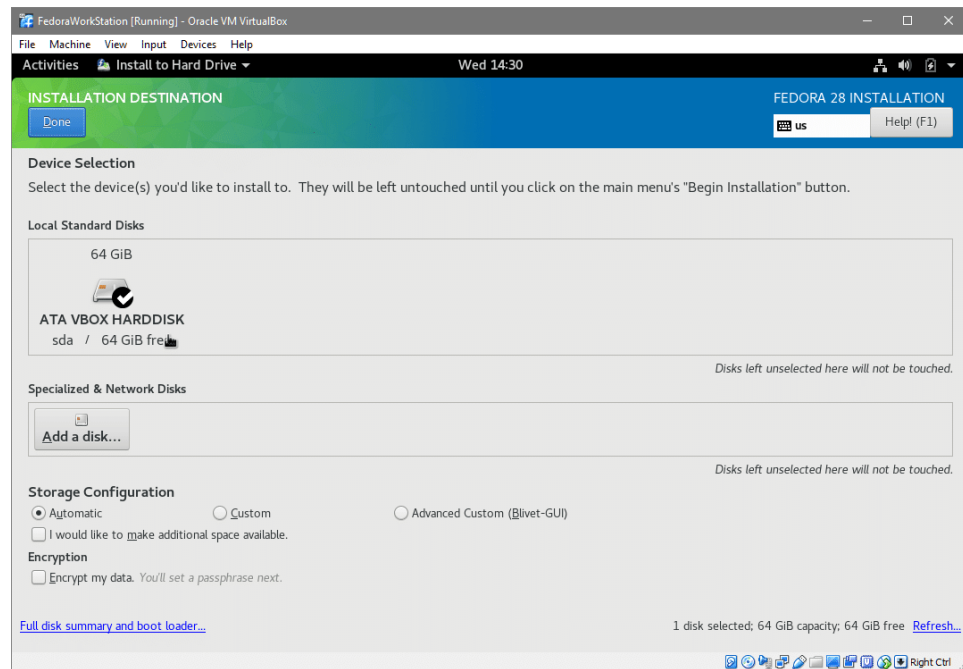 FedoraWorkStation [Running] - Oracle VM VirtualBox
File Machine View Input Devices Help
Activities Install to Hard Drive Wed 14:30
INSTALLATION DESTINATION FEDORA 28 INSTALLATION
Done us Help! (F1)
Device Selection
Select the device(s) you'd like to install to. They will be left untouched until you click on the main menu's "Begin Installation" button.
Local Standard Disks
64 GiB
ATA VBOX HARDDISK
sda / 64 GiB free
Disks left unselected here will not be touched.
Specialized & Network Disks
Add a disk...
Disks left unselected here will not be touched.
Storage Configuration
Automatic Custom Advanced Custom (Blivet-GUI)
I would like to make additional space available.
Encryption
Encrypt my data. You'll set a passphrase next.
Full disk summary and boot loader... 1 disk selected; 64 GiB capacity; 64 GiB free Refresh...
Right Ctrl